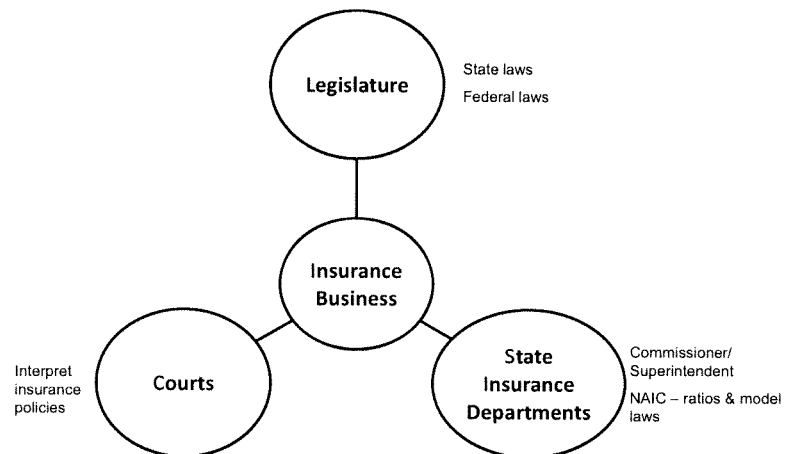 Legislature
State laws
Federal laws
Insurance
Business
Courts
Interpret
insurance
policies
State
Insurance
Departments
Commissioner/
Superintendent
NAIC – ratios & model
laws